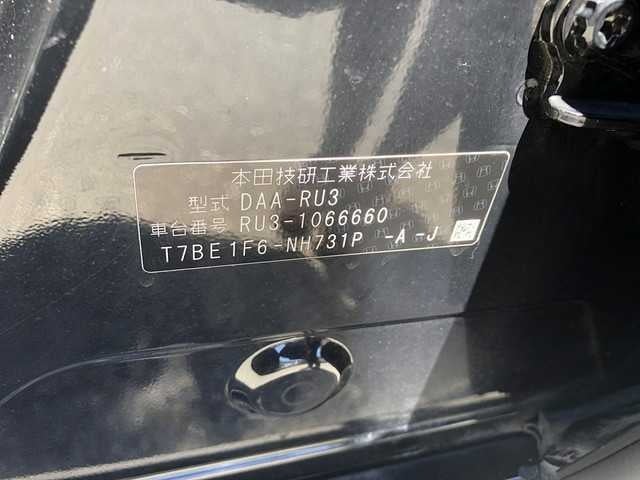 本田技研工業株式会社
型式 DAA-RU3
車台番号 RU3-1066660
T7BE1F6-NH731P -A-J